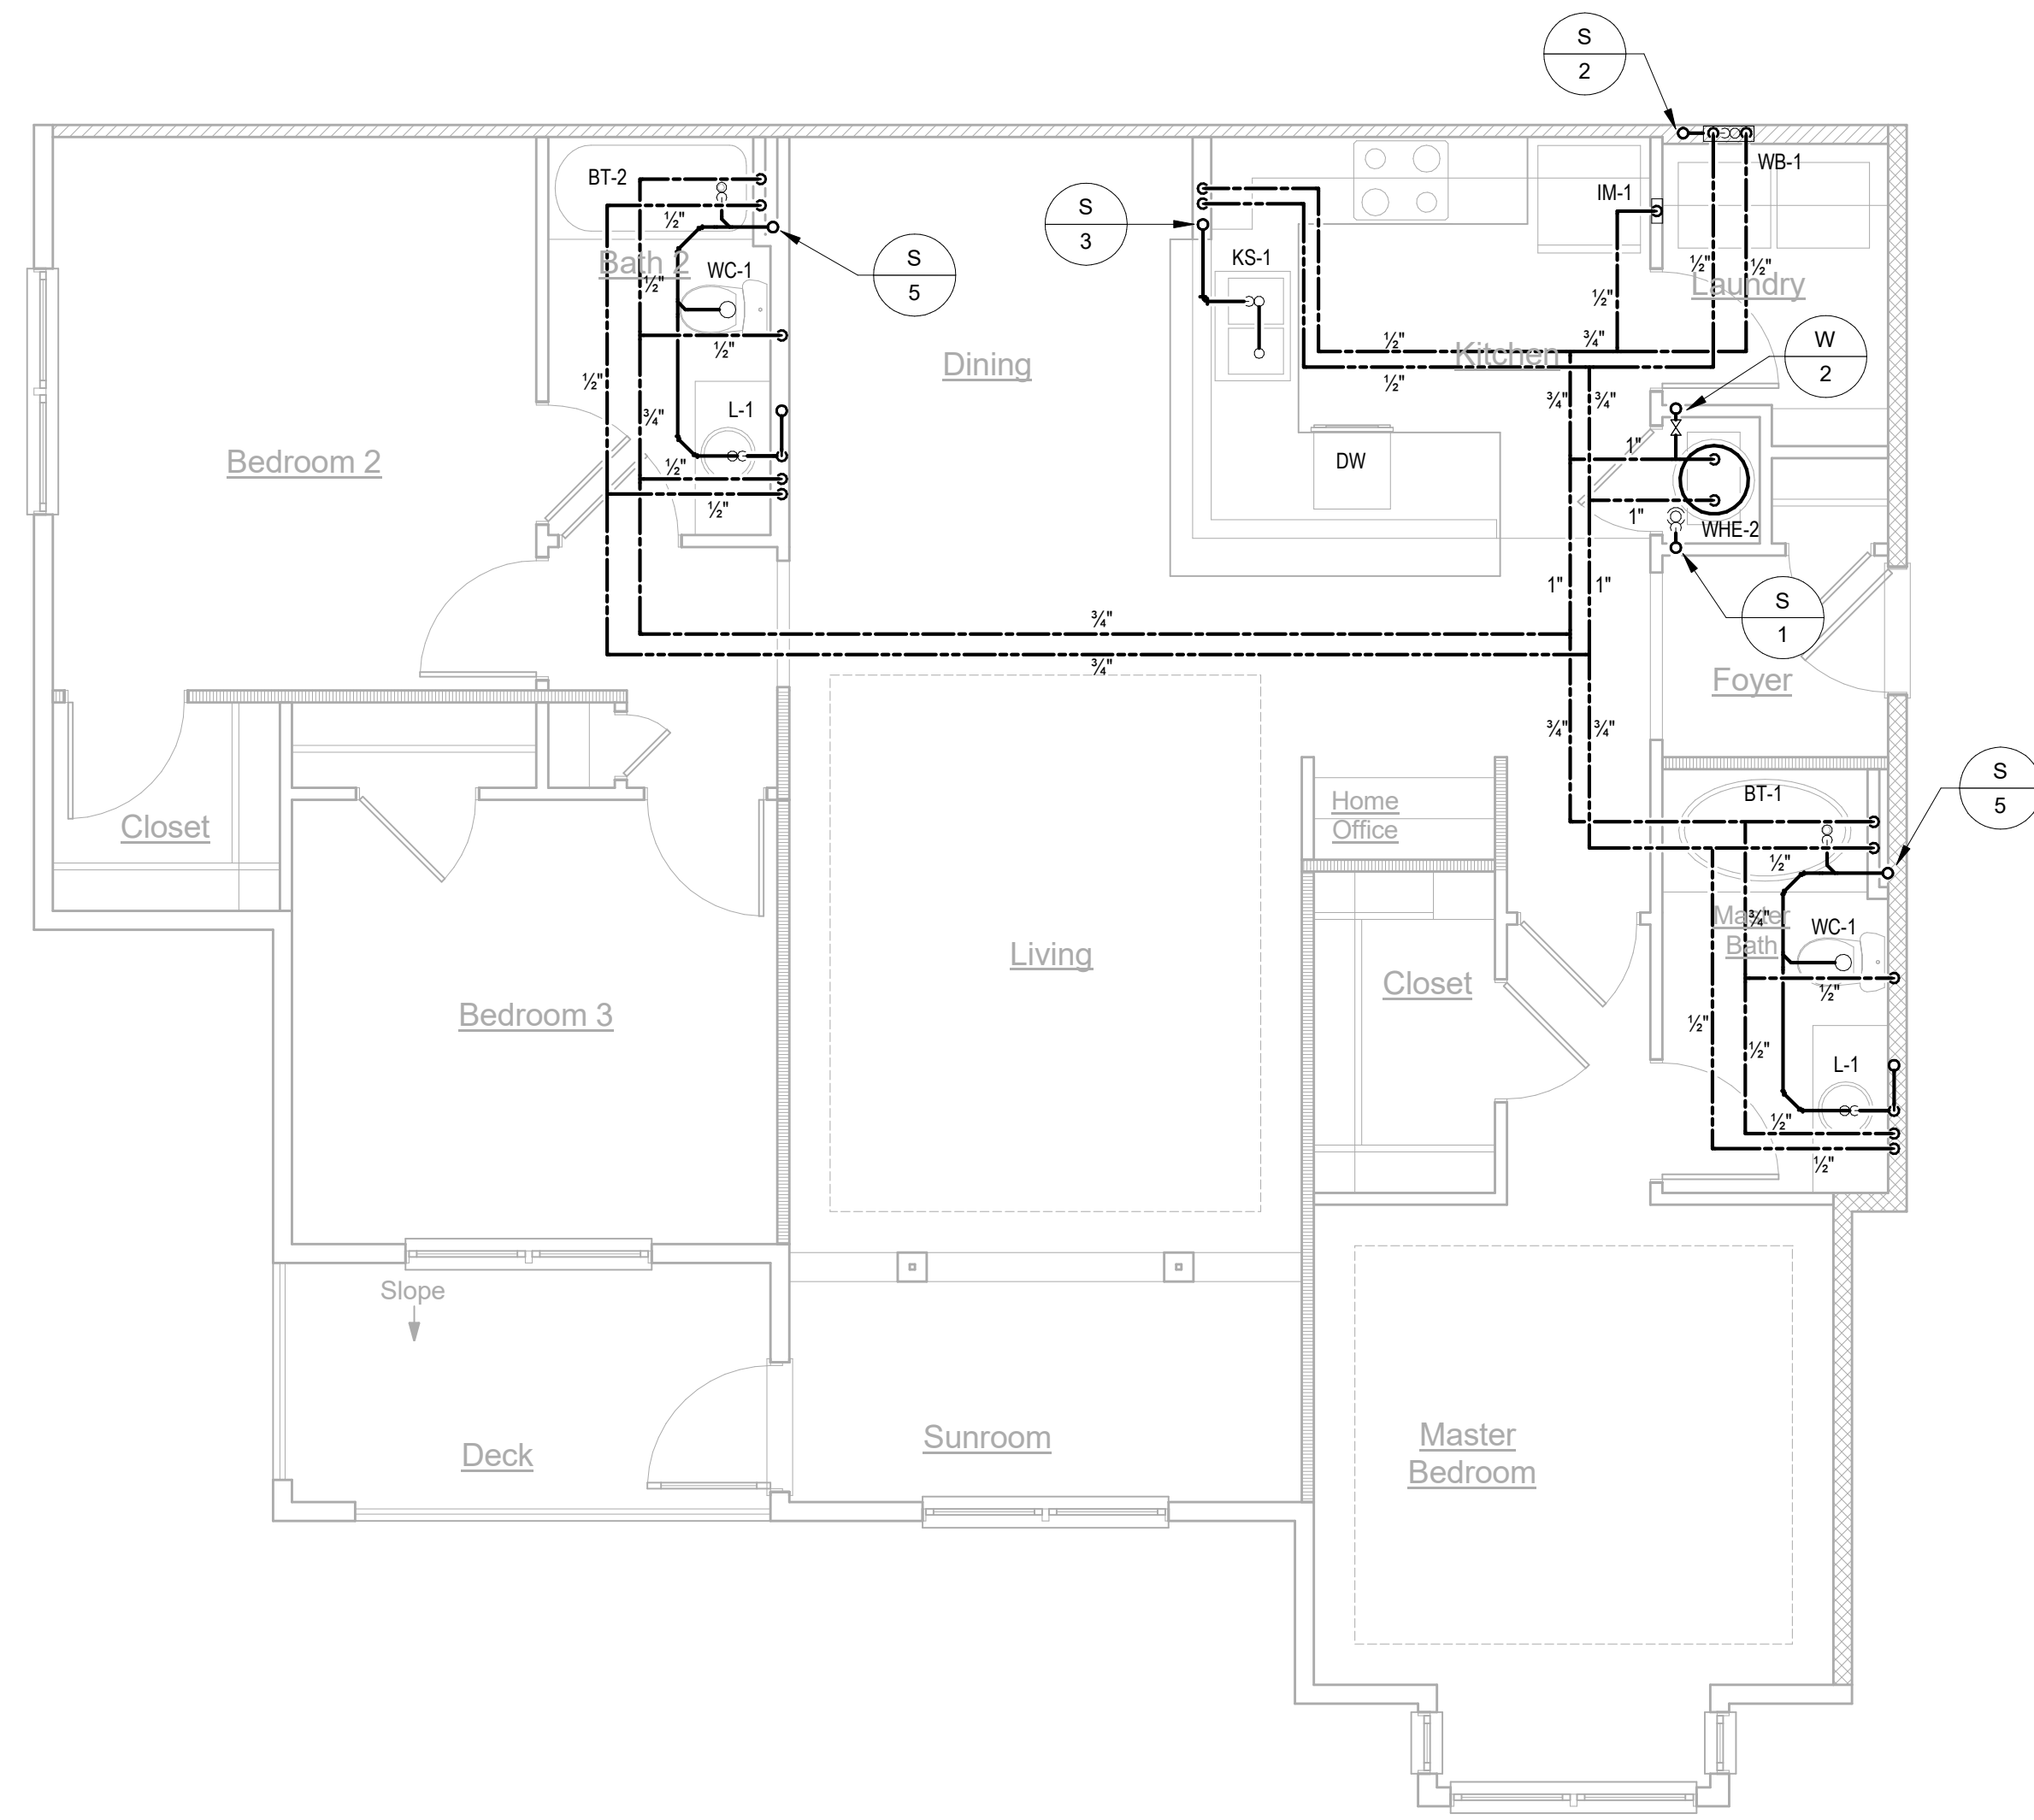 S
2
WB-1
BT-2
IM-1
S
3
½"
S
5
KS-1
Bath 2
WC-1
½"
½"
½"
Laundry
½"
W
2
½"
¾"
½"
Kitchen
Dining
½"
½"
½"
¾"
¾"
L-1
¾"
1"
Bedroom 2
DW
½"
½"
1"
WHE-2
1"
1"
S
1
¾"
¾"
Foyer
¾"
¾"
S
5
BT-1
Home
Office
Closet
½"
¾"
Master
Bath
WC-1
Living
Closet
½"
Bedroom 3
½"
½"
L-1
½"
½"
Slope
Sunroom
Master
Bedroom
Deck